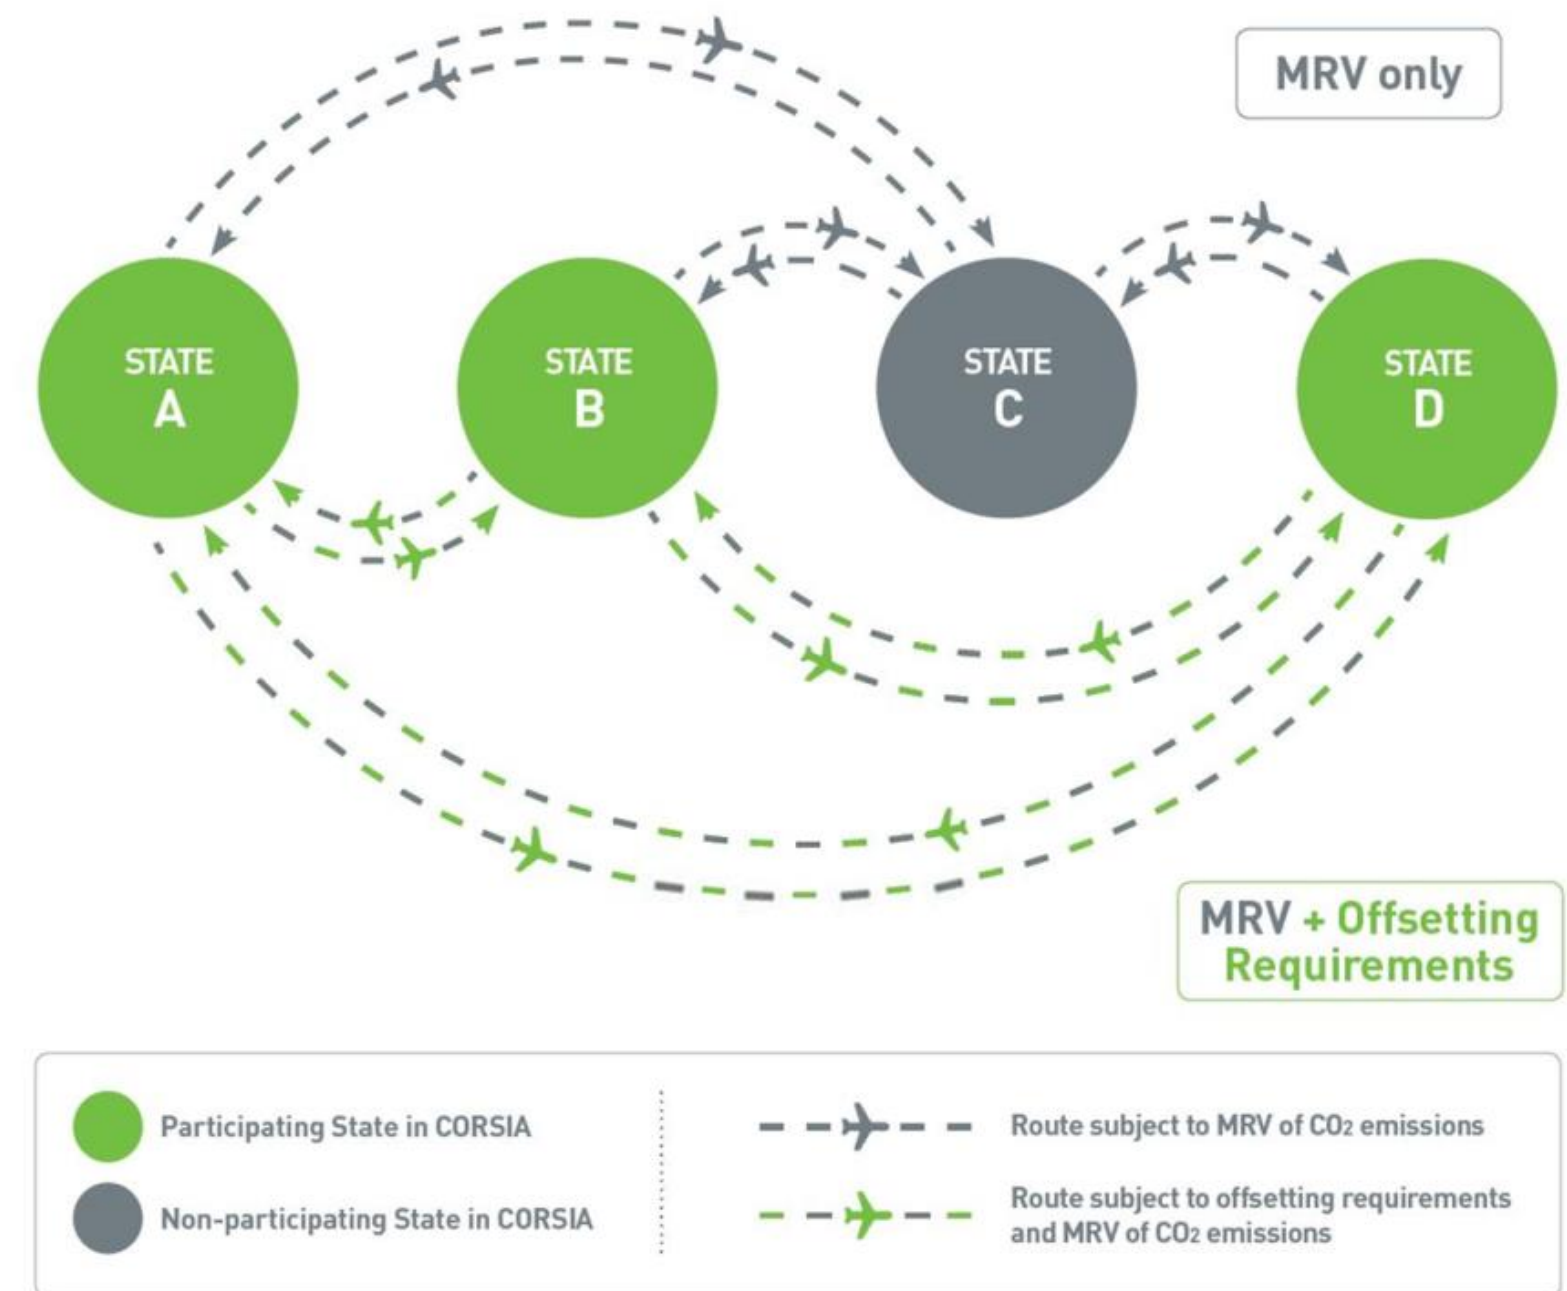 MRV only
STATE
A
STATE
B
STATE
C
STATE
D
MRV + Offsetting
Requirements
Participating State in CORSIA
Non-participating State in CORSIA
Route subject to MRV of CO2 emissions
Route subject to offsetting requirements
and MRV of CO2 emissions